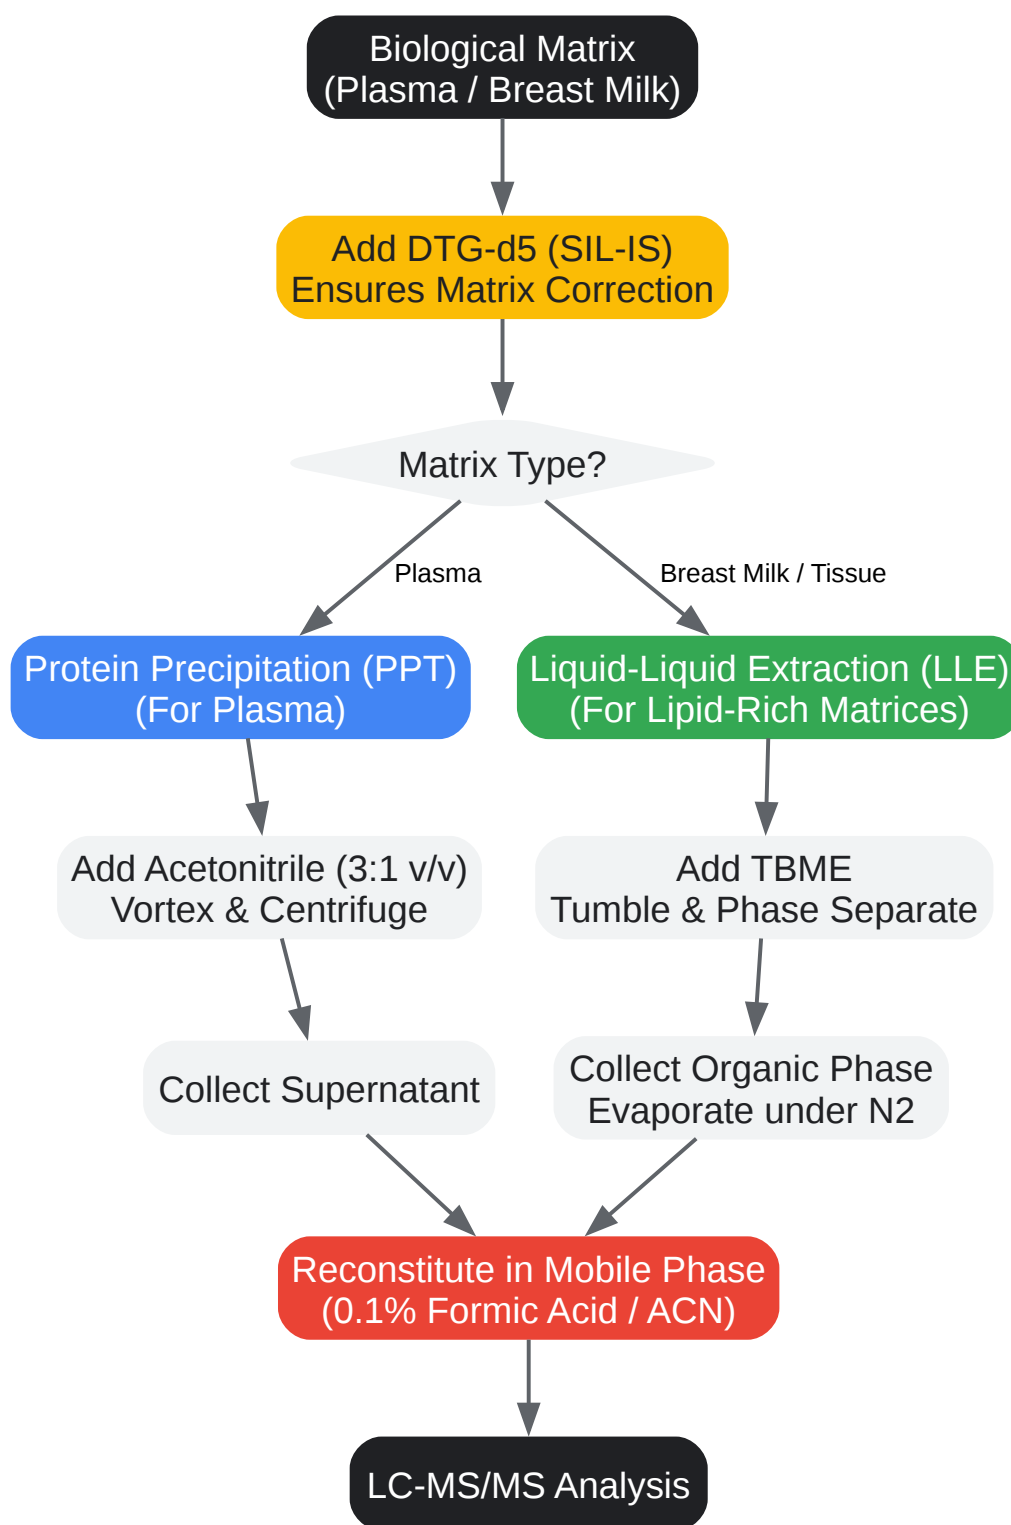 Biological Matrix
(Plasma / Breast Milk)
Add DTG-d5 (SIL-IS)
Ensures Matrix Correction
Matrix Type?
Plasma
Breast Milk / Tissue
Protein Precipitation (PPT)
(For Plasma)
Liquid-Liquid Extraction (LLE)
(For Lipid-Rich Matrices)
Add Acetonitrile (3:1 v/v)
Vortex & Centrifuge
Add TBME
Tumble & Phase Separate
Collect Supernatant
Collect Organic Phase
Evaporate under N2
Reconstitute in Mobile Phase
(0.1% Formic Acid / ACN)
LC-MS/MS Analysis